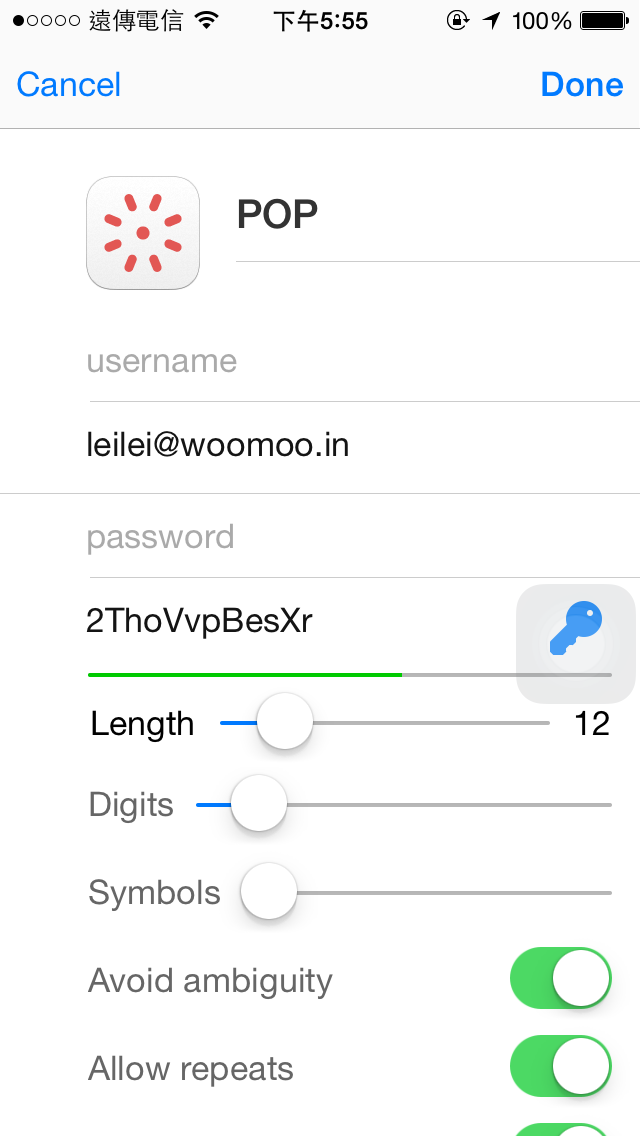 遠傳電信 下午5:55 100%
Cancel Done
POP
username
leilei@woomoo.in
password
2ThoVvpBesXr
Length 12
Digits
Symbols
Avoid ambiguity
Allow repeats